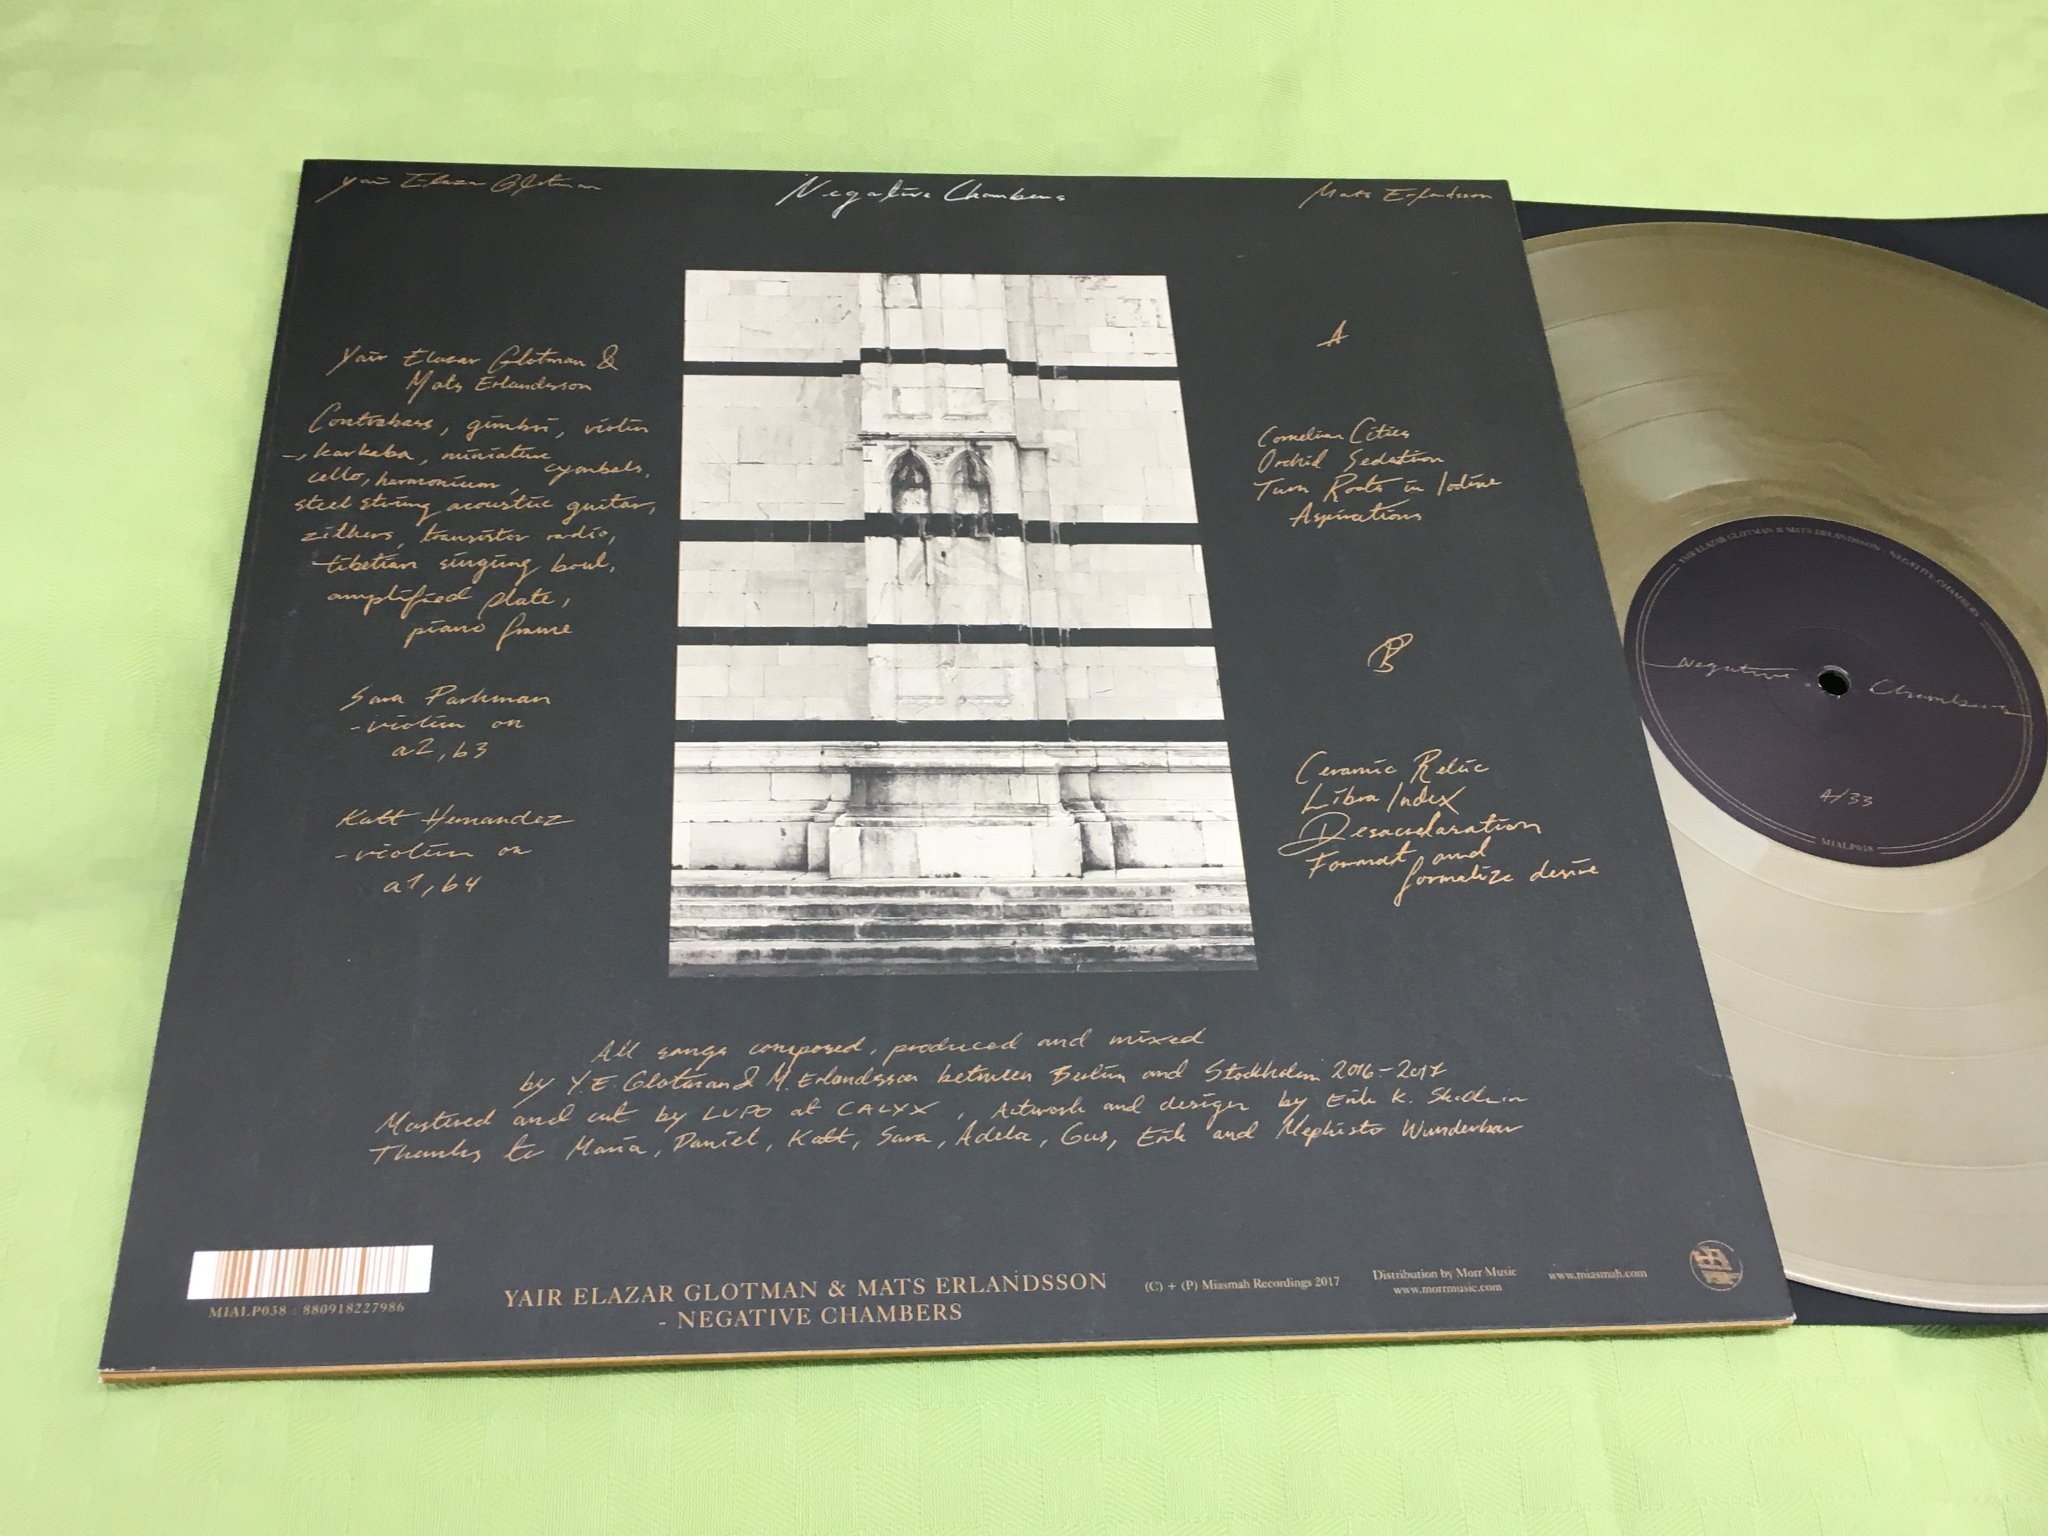 Yair Elazar Glotman
Negative Chambers
Mats Erlandsson
Yair Elazar Glotman &
Mats Erlandsson
Contrabass, gimbri, violin
-, karkaba, miniative cymbals,
cello, harmonium,
steel string acoustic guitar,
zithers, transistor radio,
tibetian singing bowl,
amplified plate,
piano frame
Sara Parkman
- violin on
a2, b3
Katt Hernandez
- violin on
a1, b4
A
Cornelian Cities
Orchid Sedation
Turn Roots in Iodine
Aspirations
B
Ceramic Relic
Libra Index
Format and
formalize desire
All songs composed, produced and mixed
by Y.E. Glotman & M. Erlandsson between Berlin and Stockholm 2016-2017
Mastered and cut by LUPO at CALYX, Artwork and design by Erik K. Skodvin
Thanks to Maria, Daniel, Katt, Sara, Adela, Gus, Erik and Mephisto Wunderbar
MIALP038 : 880918227986
YAIR ELAZAR GLOTMAN & MATS ERLANDSSON
- NEGATIVE CHAMBERS
(C) + (P) Miasmah Recordings 2017
Distribution by Morr Music
www.morrmusic.com
www.miasmah.com
YAIR ELAZAR GLOTMAN & MATS ERLANDSSON : NEGATIVE CHAMBERS
Negative Chambers
A/33
MIALP038